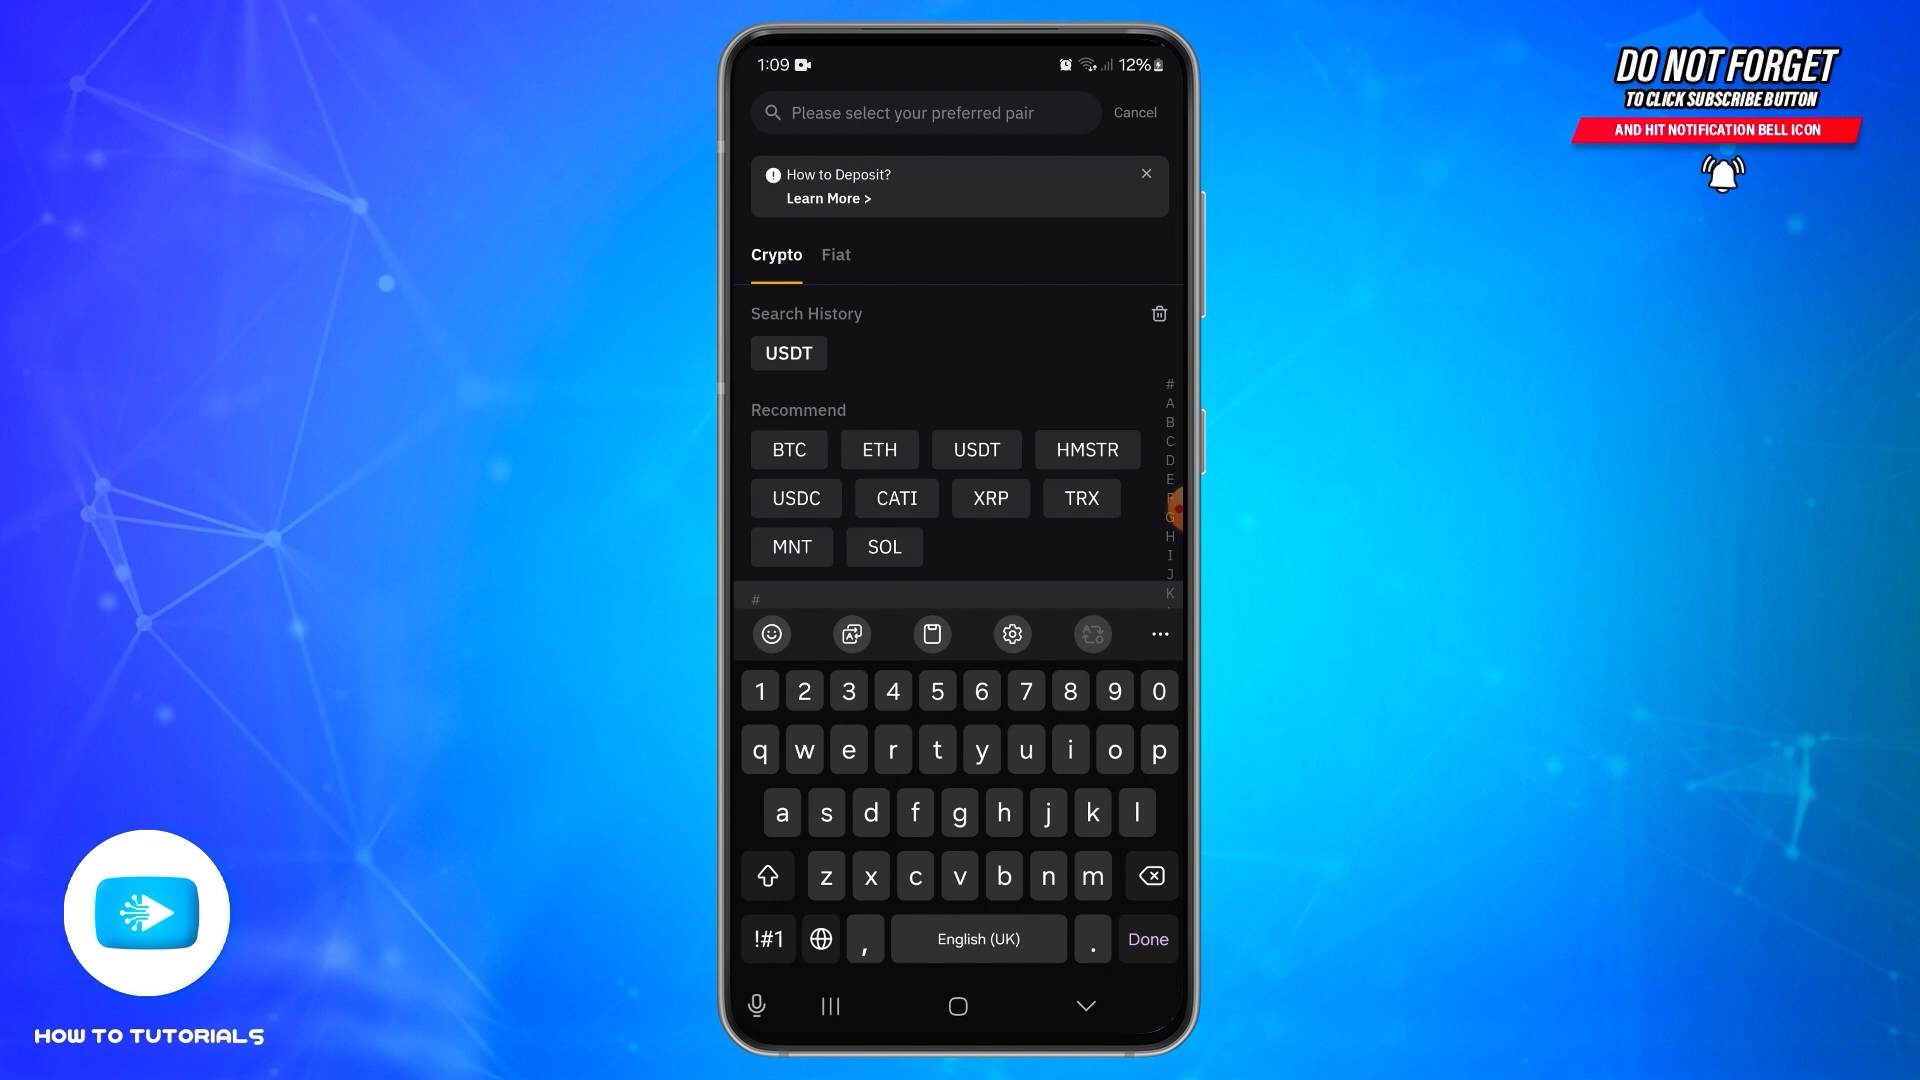 DO NOT FORGET
TO CLICK SUBSCRIBE BUTTON
AND HIT NOTIFICATION BELL ICON
1:09 12%
Please select your preferred pair Cancel
How to Deposit?
Learn More >
Crypto Fiat
Search History
USDT
Recommend
BTC ETH USDT HMSTR
USDC CATI XRP TRX
MNT SOL
#
#
A
B
C
D
E
F
G
H
I
J
K
1 2 3 4 5 6 7 8 9 0
q w e r t y u i o p
a s d f g h j k l
z x c v b n m
!#1 , English (UK) . Done
HOW TO TUTORIALS